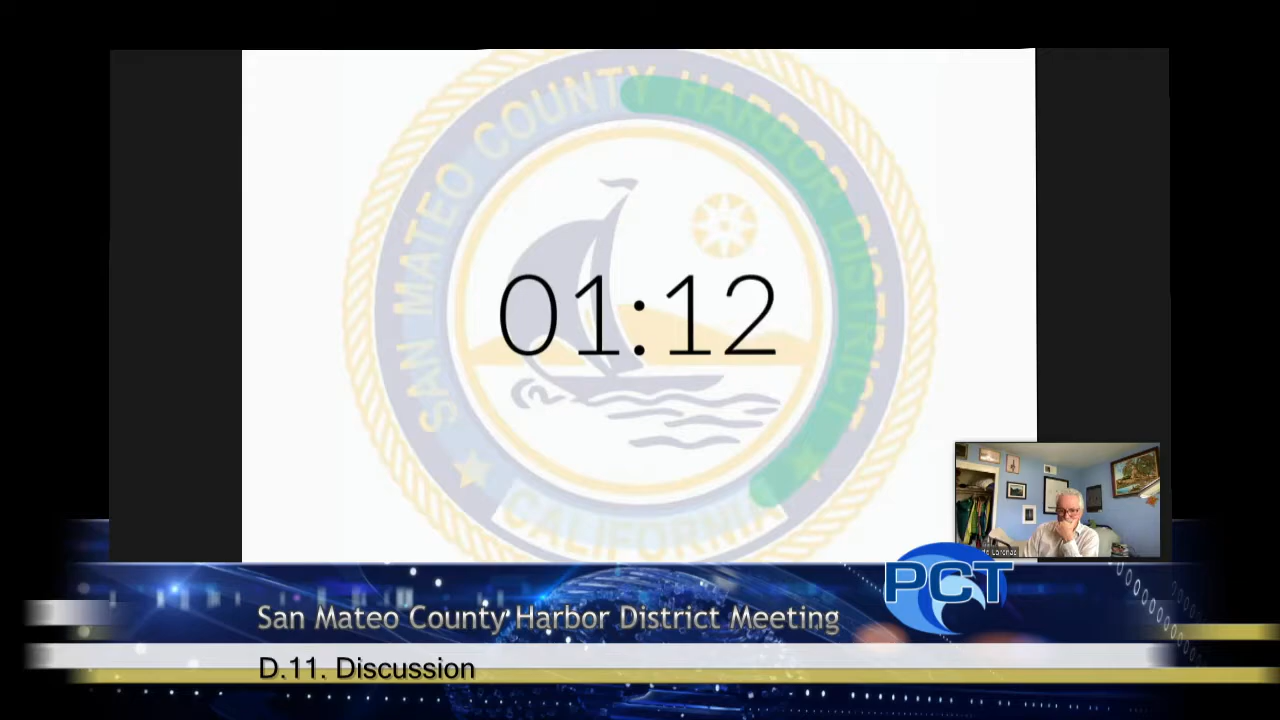 SAN MATEO COUNTY HARBOR DISTRICT
01:12
CALIFORNIA
PCT
San Mateo County Harbor District Meeting
D.11. Discussion